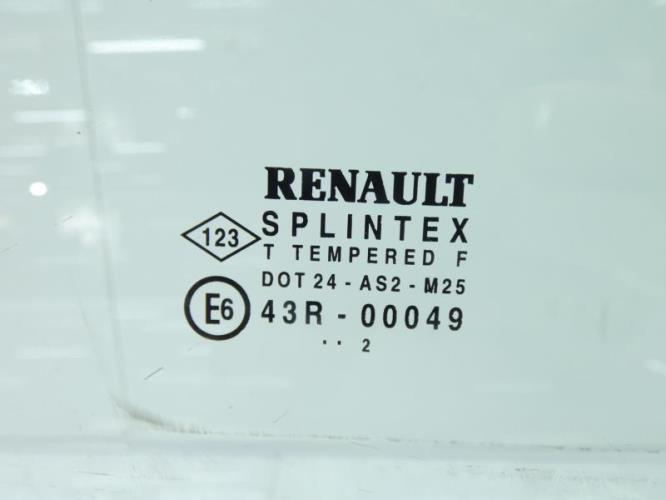 RENAULT
123 SPLINTEX
T TEMPERED F
DOT 24 - AS2 - M25
E6 43R - 00049
.. 2